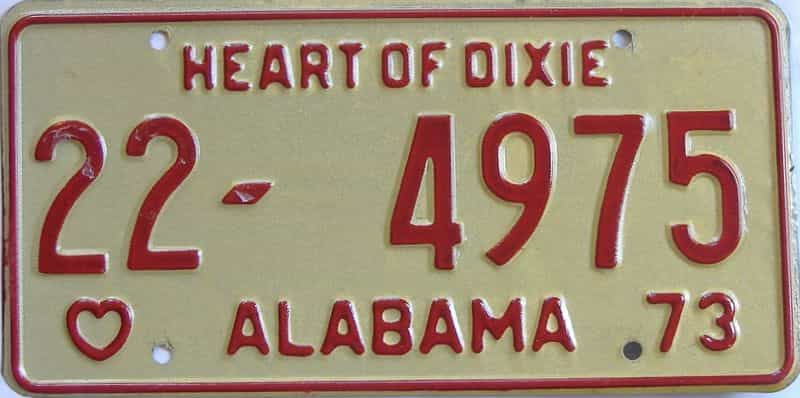 HEART OF DIXIE
22-4975
ALABAMA 73